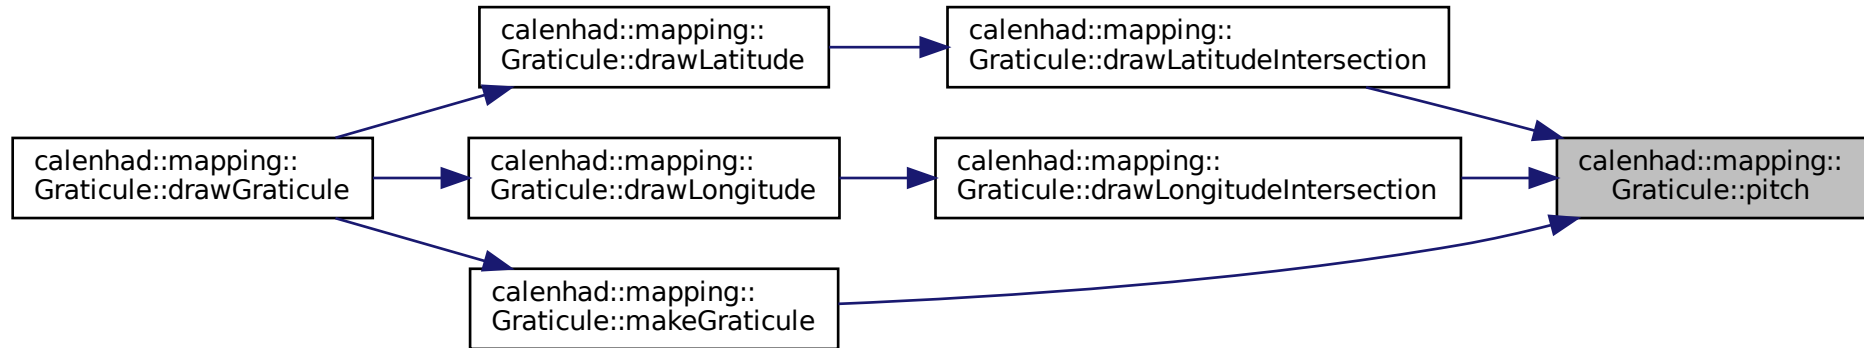 calenhad::mapping::
Graticule::drawLatitude
calenhad::mapping::
Graticule::drawLatitudeIntersection
calenhad::mapping::
Graticule::drawGraticule
calenhad::mapping::
Graticule::drawLongitude
calenhad::mapping::
Graticule::drawLongitudeIntersection
calenhad::mapping::
Graticule::pitch
calenhad::mapping::
Graticule::makeGraticule